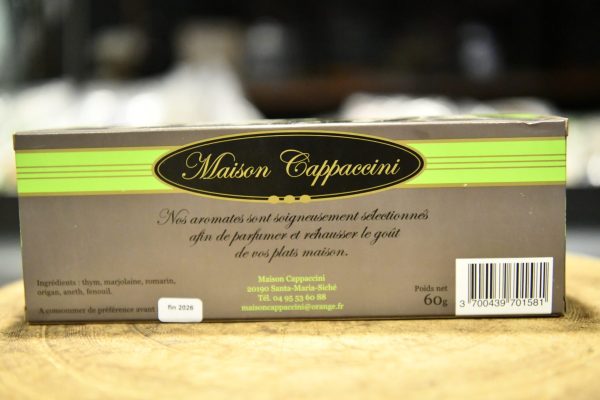 Maison Cappaccini
Nos aromates sont soigneusement sélectionnés
afin de parfumer et réhausser le goût
de vos plats maison.
Ingrédients : thym, marjolaine, romarin,
origan, aneth, fenouil.
A consommer de préférence avant
fin 2026
Maison Cappaccini
20190 Santa-Maria-Siché
Tél. 04 95 53 60 88
maisoncappaccini@orange.fr
Poids net
60g
3 700439 701581